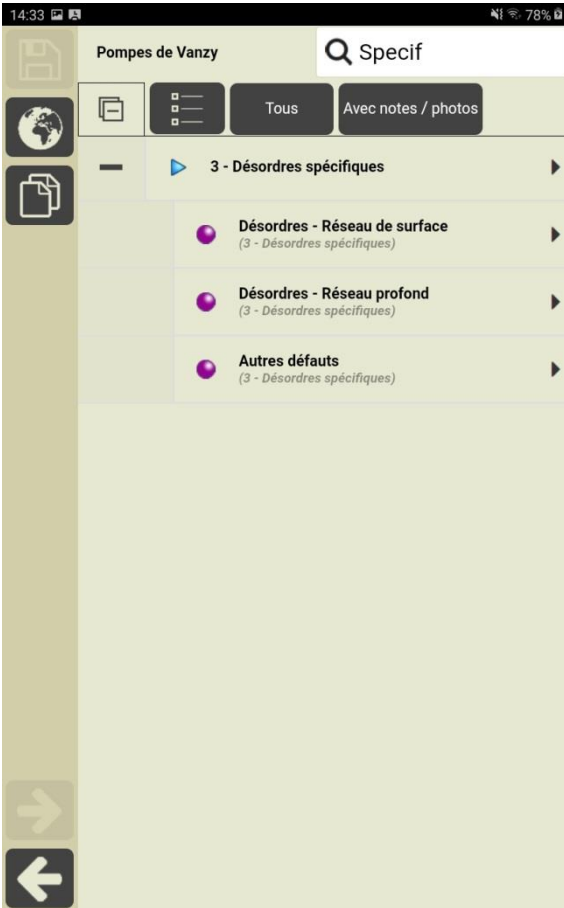 14:33 78%
Pompes de Vanzy Specif
Tous Avec notes / photos
3 - Désordres spécifiques
Désordres - Réseau de surface
(3 - Désordres spécifiques)
Désordres - Réseau profond
(3 - Désordres spécifiques)
Autres défauts
(3 - Désordres spécifiques)